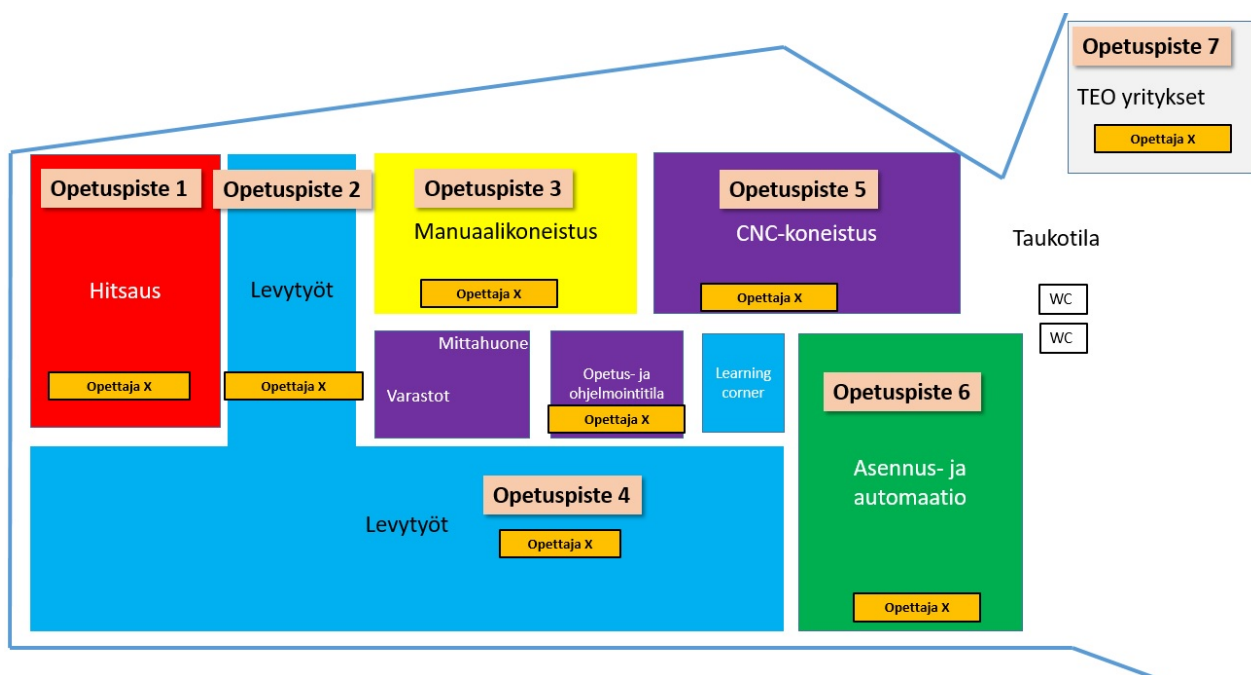 Opetuspiste 7
TEO yritykset
Opettaja X
Opetuspiste 1
Hitsaus
Opettaja X
Opetuspiste 2
Levytyöt
Opettaja X
Opetuspiste 3
Manuaalikoneistus
Opettaja X
Opetuspiste 5
CNC-koneistus
Opettaja X
Taukotila
WC
WC
Mittahuone
Varastot
Opetus- ja
ohjelmointitila
Opettaja X
Learning
corner
Opetuspiste 6
Asennus- ja
automaatio
Opettaja X
Opetuspiste 4
Levytyöt
Opettaja X